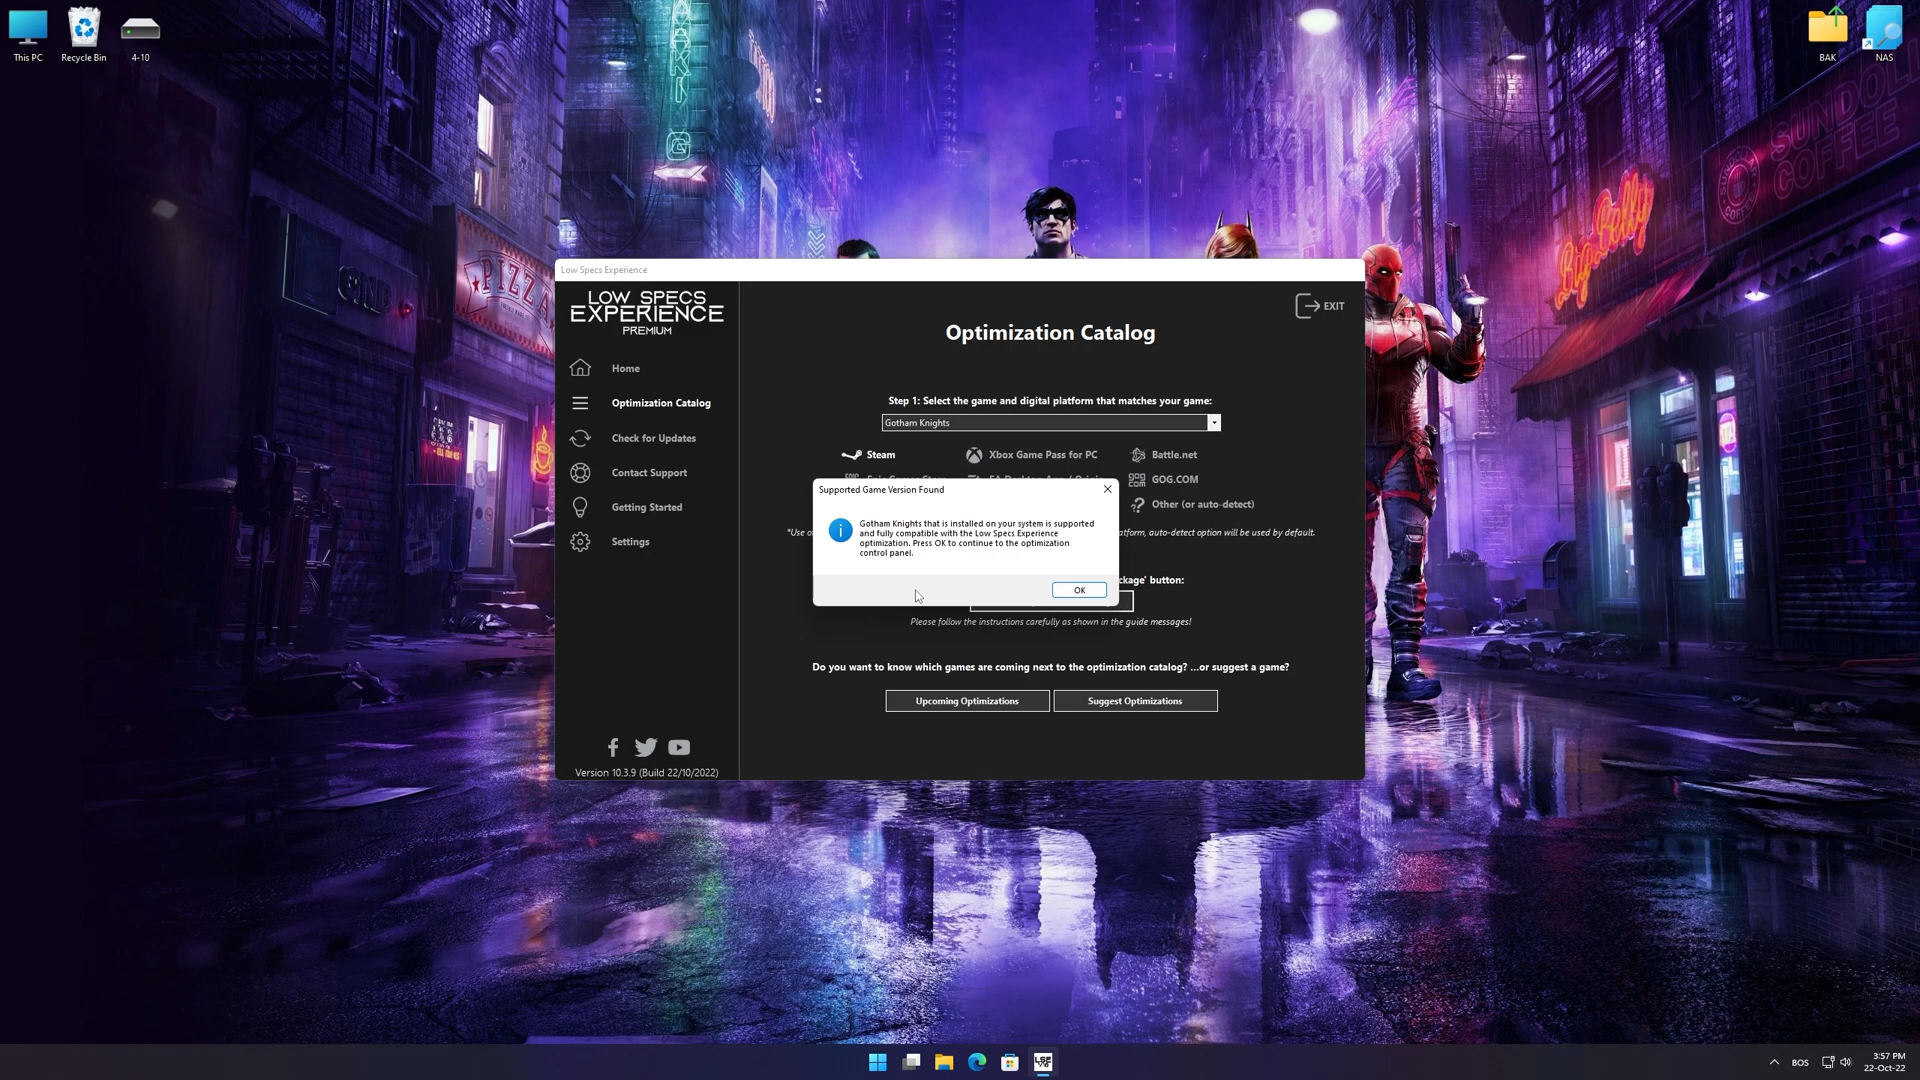 This PC
Recycle Bin
4-10
BAK
NAS
PIZZA
Big Belly
SUNDOLL
COFFEE
Low Specs Experience
LOW SPECS
EXPERIENCE
PREMIUM
EXIT
Optimization Catalog
Home
Optimization Catalog
Check for Updates
Contact Support
Getting Started
Settings
Step 1: Select the game and digital platform that matches your game:
Gotham Knights
Steam
Xbox Game Pass for PC
Battle.net
GOG.COM
Other (or auto-detect)
atform, auto-detect option will be used by default.
Supported Game Version Found
Gotham Knights that is installed on your system is supported
and fully compatible with the Low Specs Experience
optimization. Press OK to continue to the optimization
control panel.
OK
ckage' button:
Please follow the instructions carefully as shown in the guide messages!
Do you want to know which games are coming next to the optimization catalog? ...or suggest a game?
Upcoming Optimizations
Suggest Optimizations
Version 10.3.9 (Build 22/10/2022)
LSE
BOS
3:57 PM
22-Oct-22